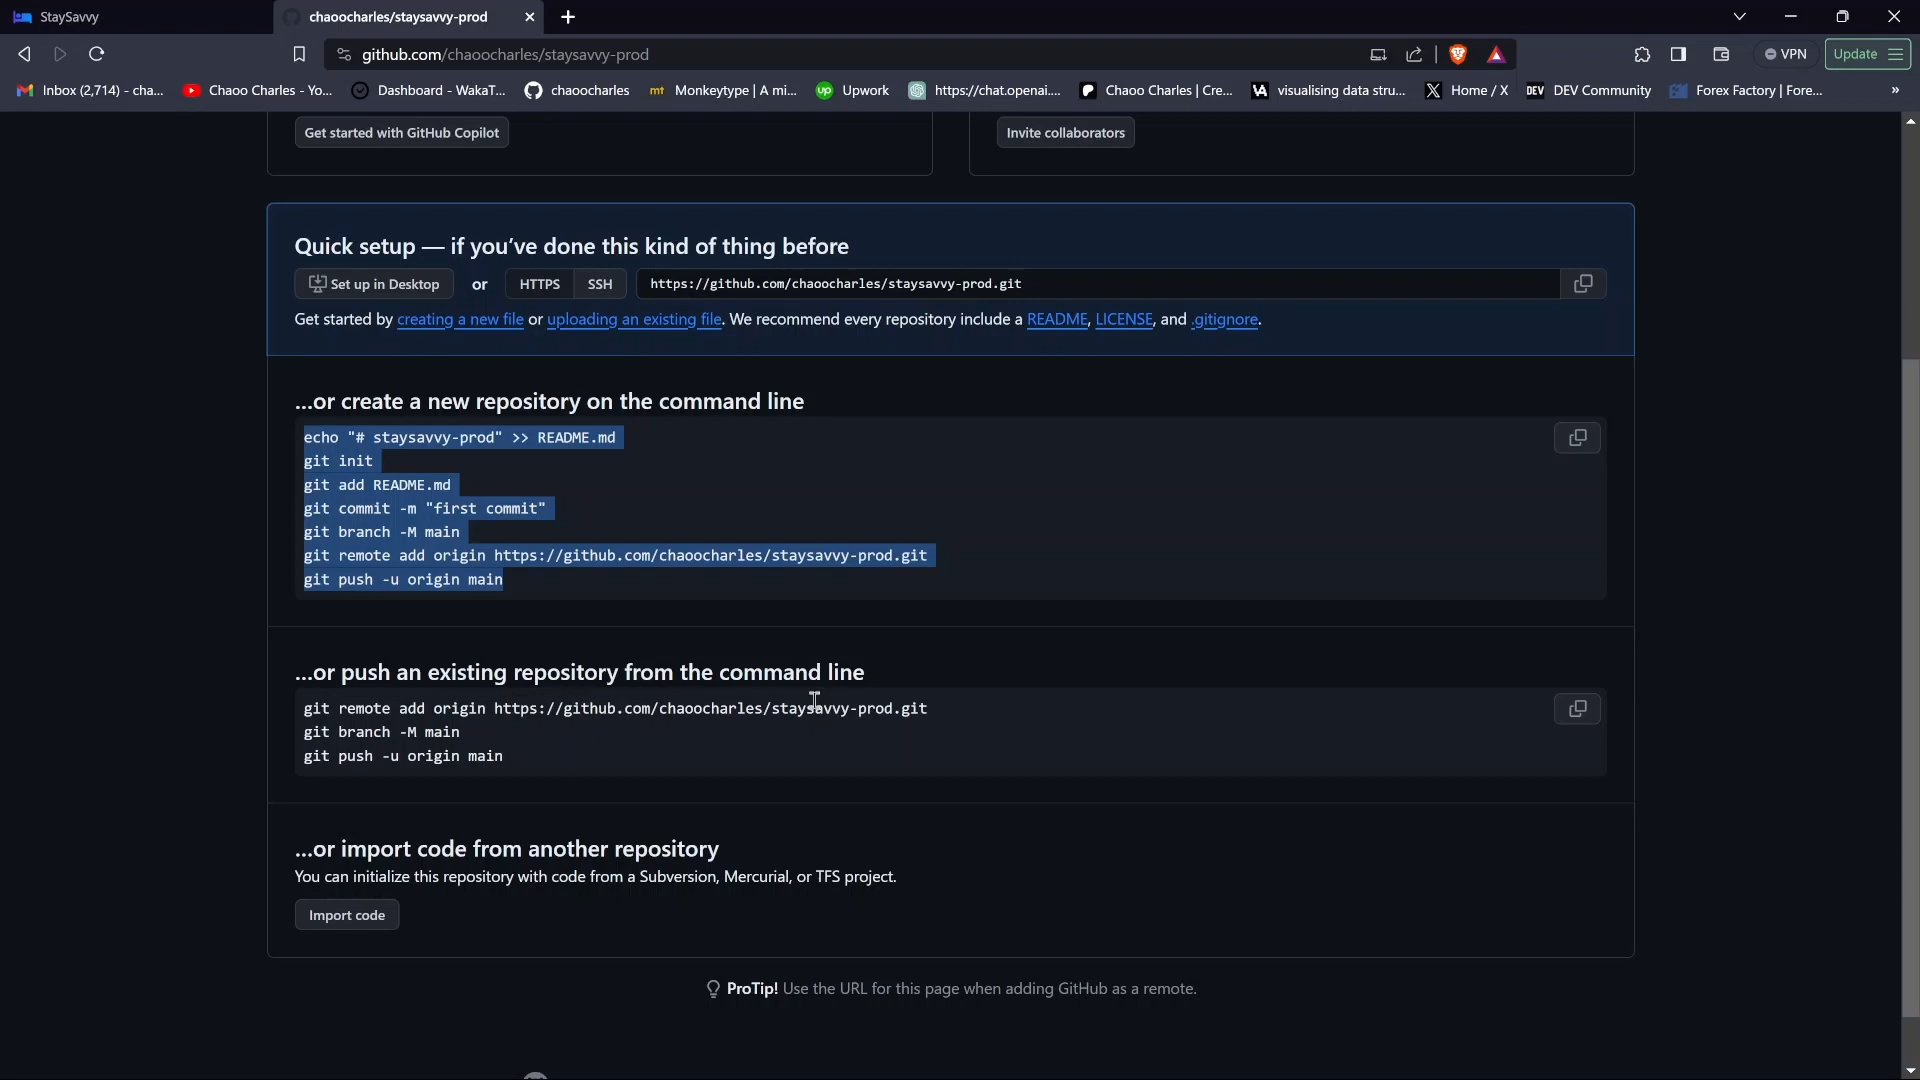 StaySavvy
chaoocharles/staysavvy-prod
github.com/chaoocharles/staysavvy-prod
VPN
Update
Inbox (2,714) - cha...
Chaoo Charles - Yo...
Dashboard - WakaT...
chaoocharles
mt Monkeytype | A mi...
up Upwork
https://chat.openai....
Chaoo Charles | Cre...
VA visualising data stru...
X Home / X
DEV DEV Community
Forex Factory | Fore...
»
Get started with GitHub Copilot
Invite collaborators
Quick setup — if you’ve done this kind of thing before
Set up in Desktop or HTTPS SSH https://github.com/chaoocharles/staysavvy-prod.git
Get started by creating a new file or uploading an existing file. We recommend every repository include a README, LICENSE, and .gitignore.
…or create a new repository on the command line
echo "# staysavvy-prod" >> README.md
git init
git add README.md
git commit -m "first commit"
git branch -M main
git remote add origin https://github.com/chaoocharles/staysavvy-prod.git
git push -u origin main
…or push an existing repository from the command line
git remote add origin https://github.com/chaoocharles/staysavvy-prod.git
git branch -M main
git push -u origin main
…or import code from another repository
You can initialize this repository with code from a Subversion, Mercurial, or TFS project.
Import code
ProTip! Use the URL for this page when adding GitHub as a remote.